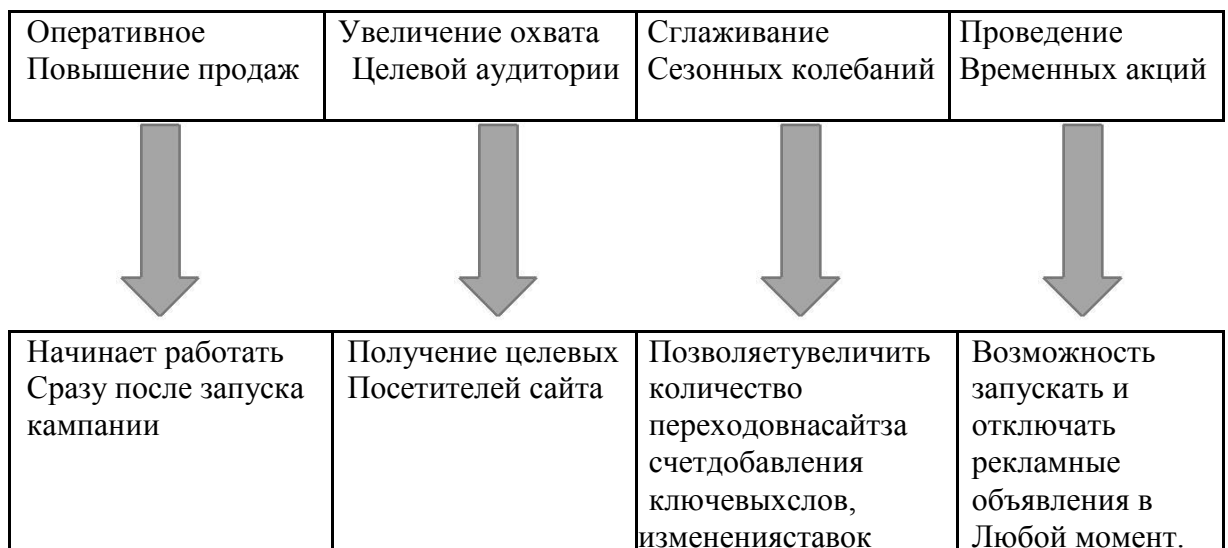 Оперативное
Повышение продаж
Увеличение охвата
Целевой аудитории
Сглаживание
Сезонных колебаний
Проведение
Временных акций
Начинает работать
Сразу после запуска
кампании
Получение целевых
Посетителей сайта
Позволяетувеличить
количество
переходовнасайтза
счетдобавления
ключевыхслов,
измененияставок
Возможность
запускать и
отключать
рекламные
объявления в
Любой момент.